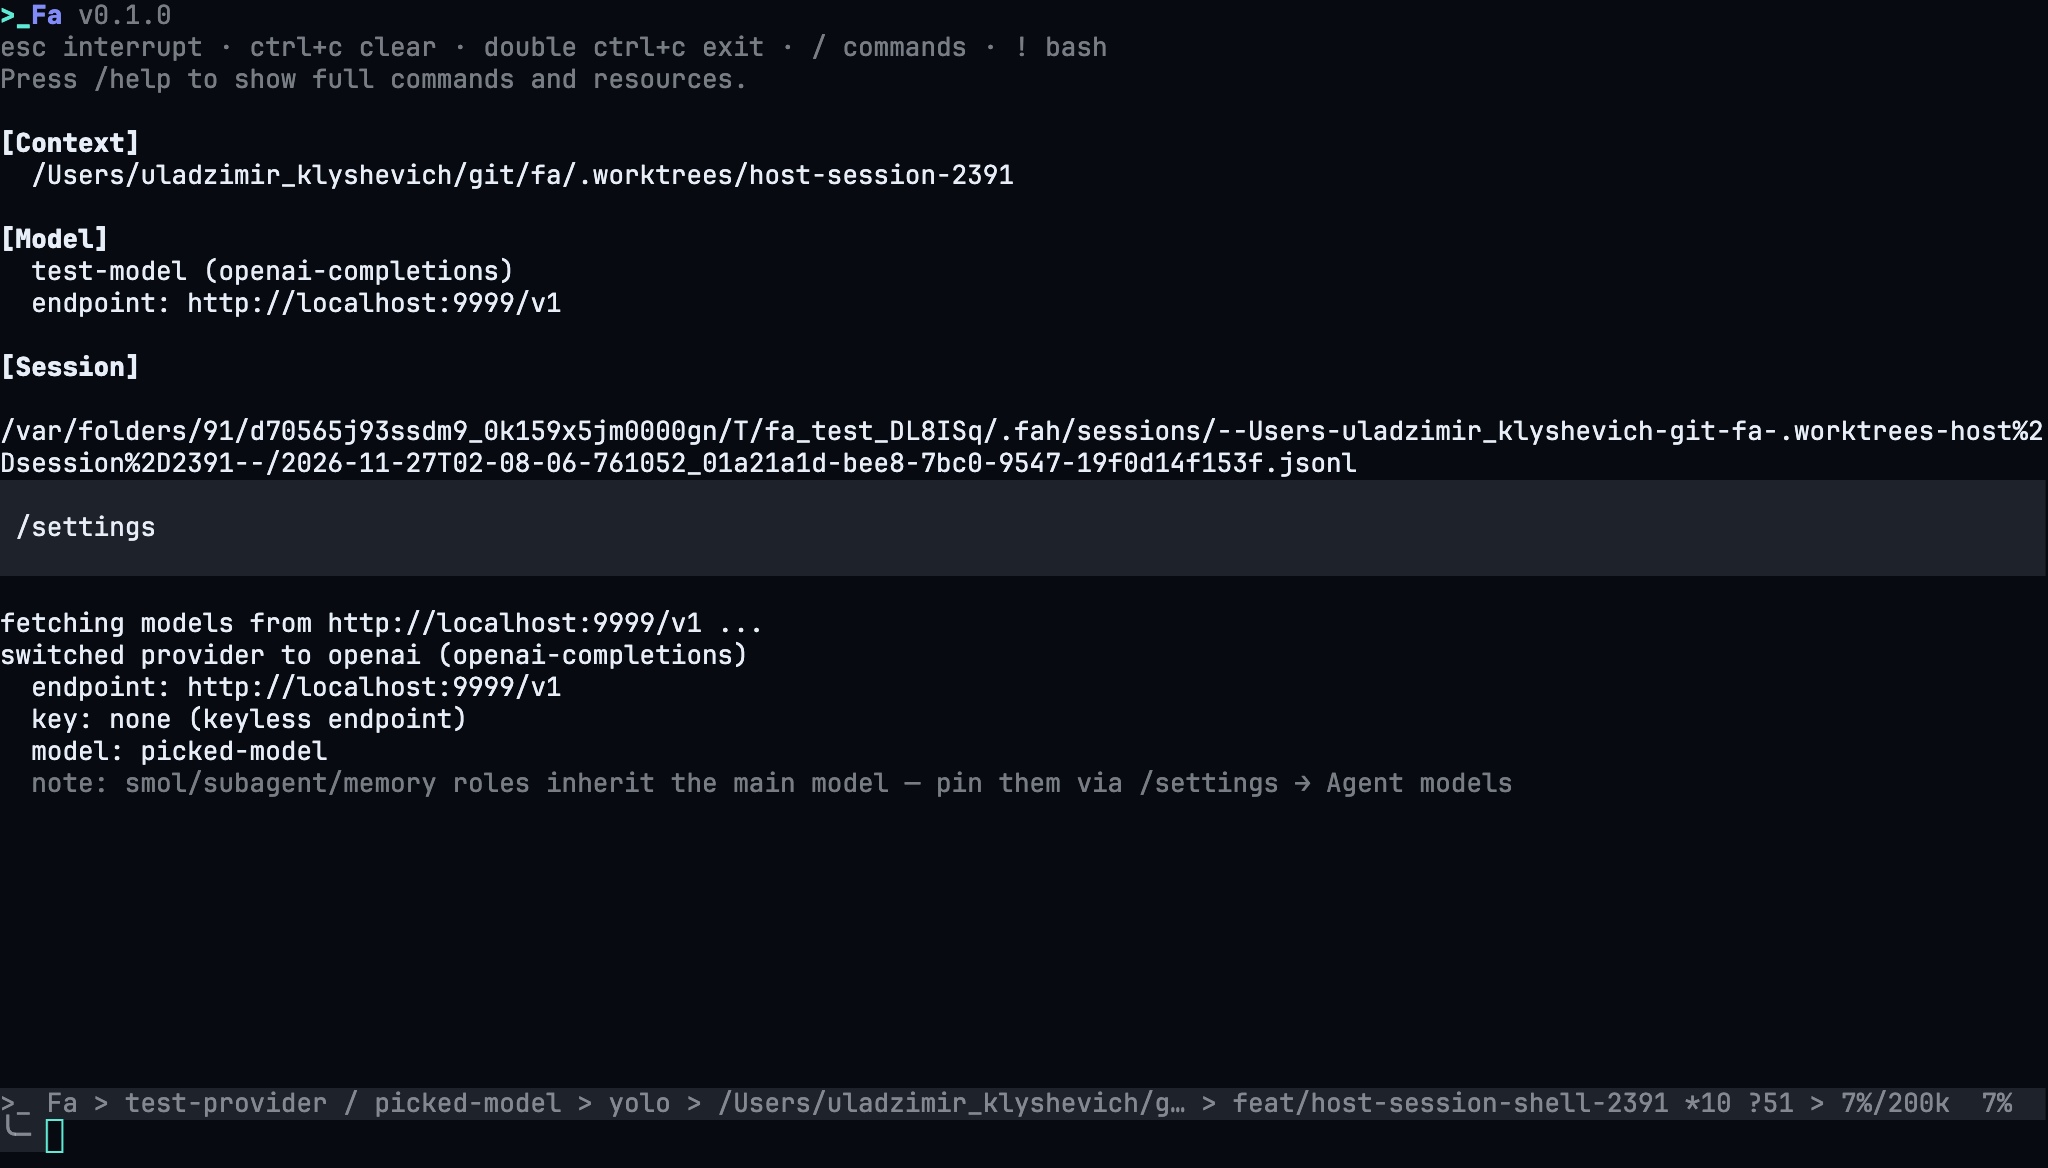 >_Fa v0.1.0
esc interrupt · ctrl+c clear · double ctrl+c exit · / commands · ! bash
Press /help to show full commands and resources.
[Context]
/Users/uladzimir_klyshevich/git/fa/.worktrees/host-session-2391
[Model]
test-model (openai-completions)
endpoint: http://localhost:9999/v1
[Session]
/var/folders/91/d70565j93ssdm9_0k159x5jm0000gn/T/fa_test_DL8ISq/.fah/sessions/--Users-uladzimir_klyshevich-git-fa-.worktrees-host%2
Dsession%2D2391--/2026-11-27T02-08-06-761052_01a21a1d-bee8-7bc0-9547-19f0d14f153f.jsonl
/settings
fetching models from http://localhost:9999/v1 ...
switched provider to openai (openai-completions)
endpoint: http://localhost:9999/v1
key: none (keyless endpoint)
model: picked-model
note: smol/subagent/memory roles inherit the main model — pin them via /settings → Agent models
>_ Fa > test-provider / picked-model > yolo > /Users/uladzimir_klyshevich/g… > feat/host-session-shell-2391 *10 ?51 > 7%/200k 7%